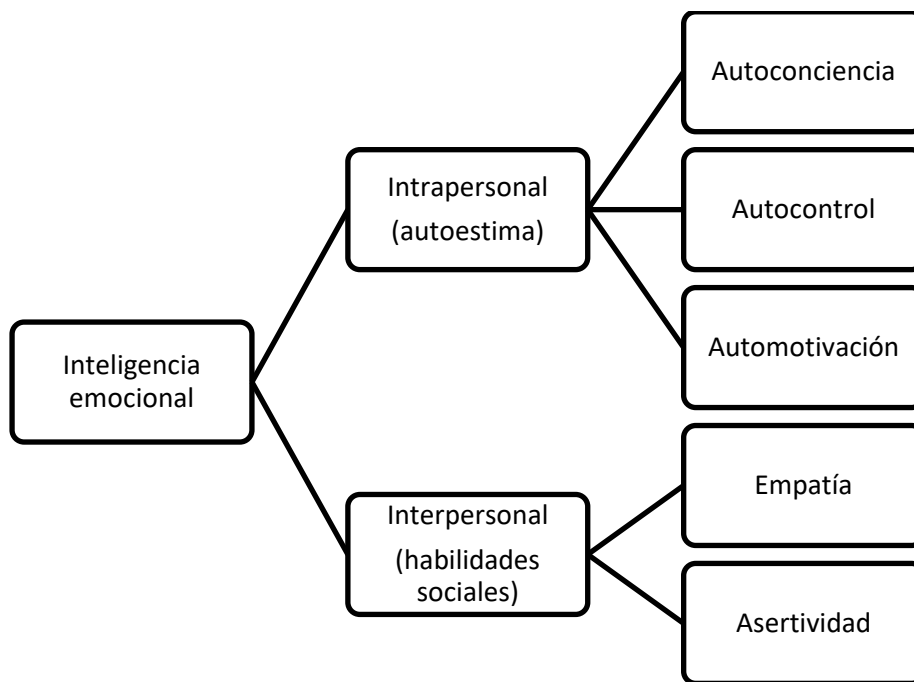 Inteligencia
emocional
Intrapersonal
(autoestima)
Autoconciencia
Autocontrol
Automotivación
Interpersonal
(habilidades
sociales)
Empatía
Asertividad